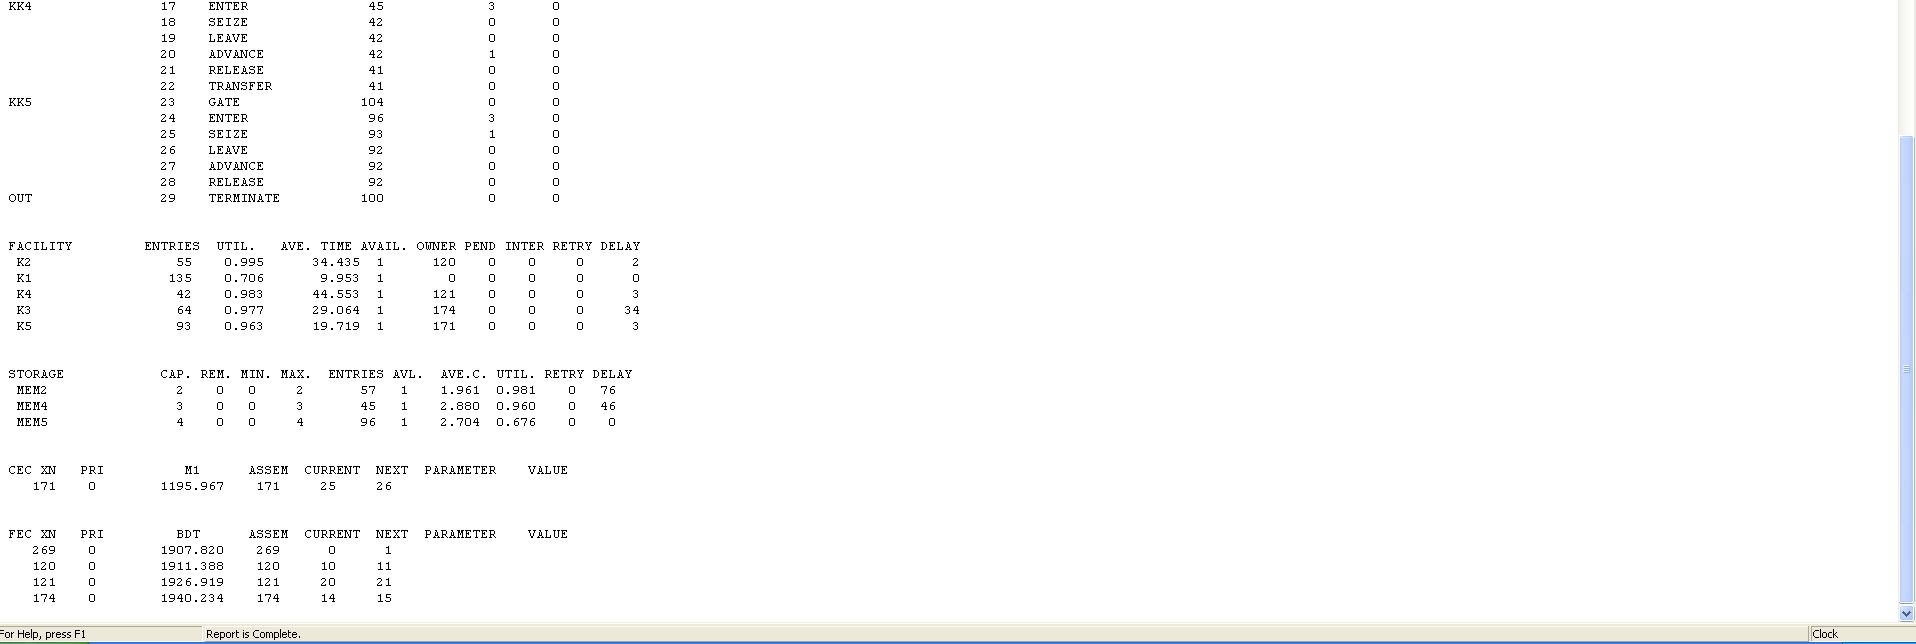 KK4 17 ENTER 45 3 0
18 SEIZE 42 0 0
19 LEAVE 42 0 0
20 ADVANCE 42 1 0
21 RELEASE 41 0 0
22 TRANSFER 41 0 0
KK5 23 GATE 104 0 0
24 ENTER 96 3 0
25 SEIZE 93 1 0
26 LEAVE 92 0 0
27 ADVANCE 92 0 0
28 RELEASE 92 0 0
OUT 29 TERMINATE 100 0 0
FACILITY ENTRIES UTIL. AVE. TIME AVAIL. OWNER PEND INTER RETRY DELAY
K2 55 0.995 34.435 1 120 0 0 0 2
K1 135 0.706 9.953 1 0 0 0 0 0
K4 42 0.983 44.553 1 121 0 0 0 3
K3 64 0.977 29.064 1 174 0 0 0 34
K5 93 0.963 19.719 1 171 0 0 0 3
STORAGE CAP. REM. MIN. MAX. ENTRIES AVL. AVE.C. UTIL. RETRY DELAY
MEM2 2 0 0 2 57 1 1.961 0.981 0 76
MEM4 3 0 0 3 45 1 2.880 0.960 0 46
MEM5 4 0 0 4 96 1 2.704 0.676 0 0
CEC XN PRI M1 ASSEM CURRENT NEXT PARAMETER VALUE
171 0 1195.967 171 25 26
FEC XN PRI BDT ASSEM CURRENT NEXT PARAMETER VALUE
269 0 1907.820 269 0 1
120 0 1911.388 120 10 11
121 0 1926.919 121 20 21
174 0 1940.234 174 14 15
For Help, press F1 Report is Complete. Clock